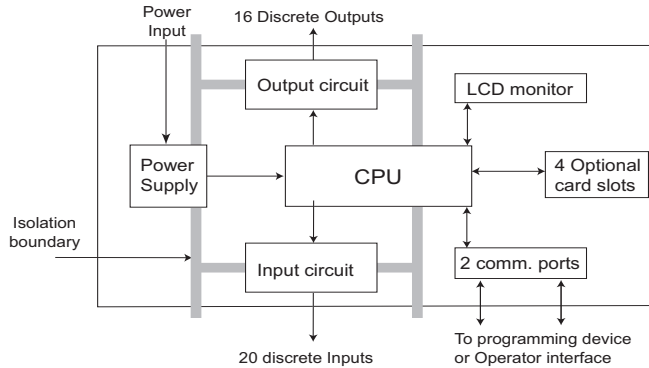 Power
Input
16 Discrete Outputs
Output circuit
LCD monitor
Power
Supply
CPU
4 Optional
card slots
Isolation
boundary
Input circuit
2 comm. ports
20 discrete Inputs
To programming device
or Operator interface